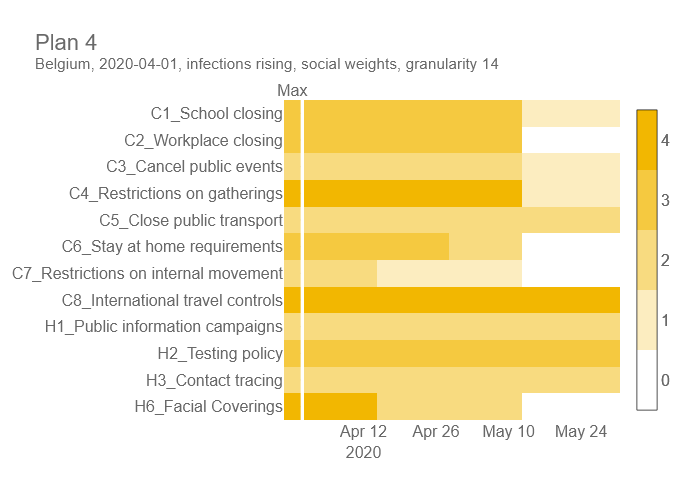 Plan 4
Belgium, 2020-04-01, infections rising, social weights, granularity 14
Max
C1_School closing
C2_Workplace closing
C3_Cancel public events
C4_Restrictions on gatherings
C5_Close public transport
C6_Stay at home requirements
C7_Restrictions on internal movement
C8_International travel controls
H1_Public information campaigns
H2_Testing policy
H3_Contact tracing
H6_Facial Coverings
Apr 12 Apr 26 May 10 May 24
2020
4
3
2
1
0